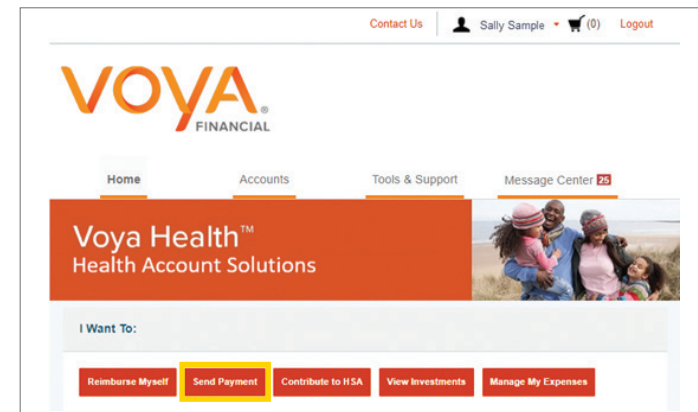 Contact Us Sally Sample (0) Logout
VOYA®
FINANCIAL
Home Accounts Tools & Support Message Center 25
Voya Health™
Health Account Solutions
I Want To:
Reimburse Myself Send Payment Contribute to HSA View Investments Manage My Expenses